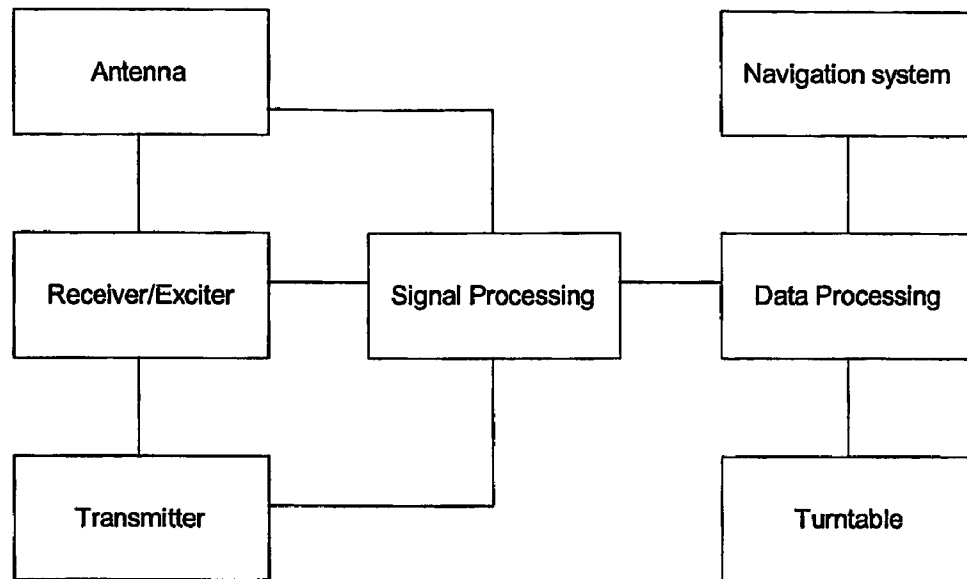 Antenna
Navigation system
Receiver/Exciter
Signal Processing
Data Processing
Transmitter
Turntable